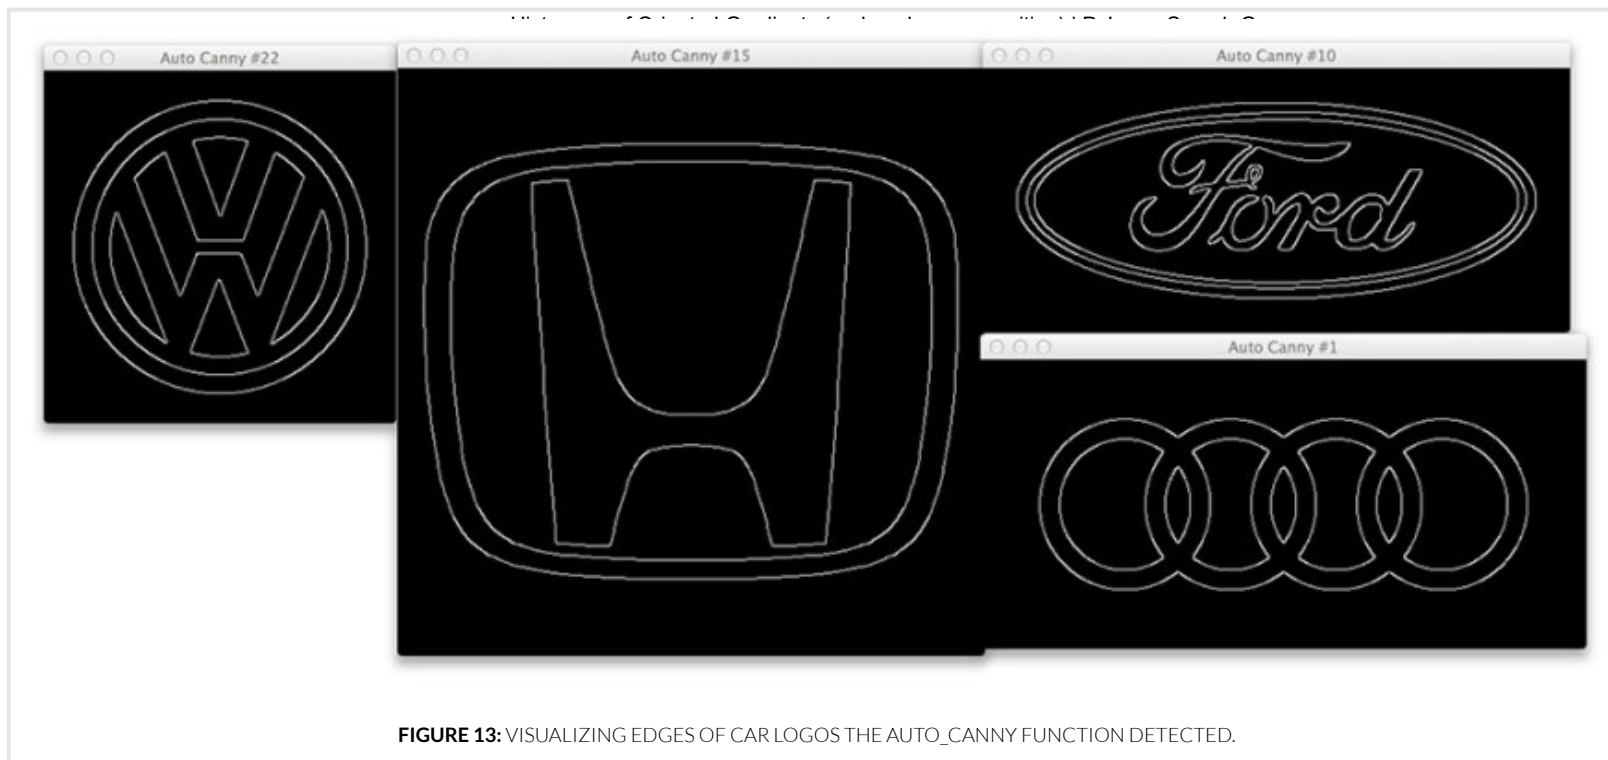 Auto Canny #22
Auto Canny #15
Auto Canny #10
Ford
Auto Canny #1
FIGURE 13: VISUALIZING EDGES OF CAR LOGOS THE AUTO_CANNY FUNCTION DETECTED.